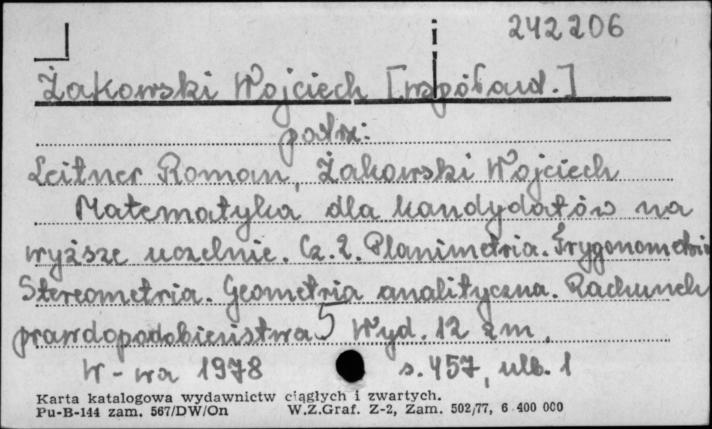 242206
Żakowski Wojciech [współaut.]
patrz:
Leitner Roman, Żakowski Wojciech
Matematyka dla kandydatów na
wyższe uczelnie. Cz. 2. Planimetria. Trygonometria
Stereometria. Geometria analityczna. Rachunek
prawdopodobieństwa 5 Wyd. 12 zm.
W-wa 1978 s. 457, ulb. 1
Karta katalogowa wydawnictw ciągłych i zwartych.
Pu-B-144 zam. 567/DW/On W.Z.Graf. Z-2, Zam. 502/77, 6 400 000